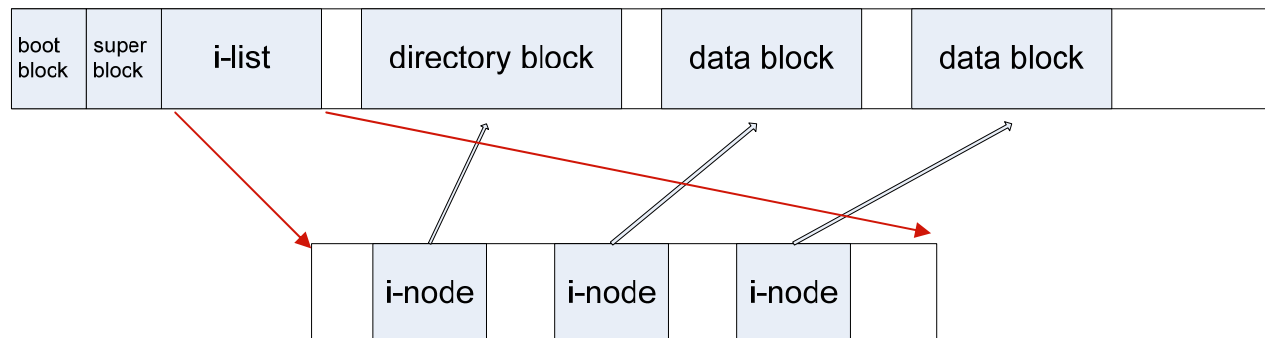 boot
block
super
block
i-list
directory block
data block
data block
i-node
i-node
i-node